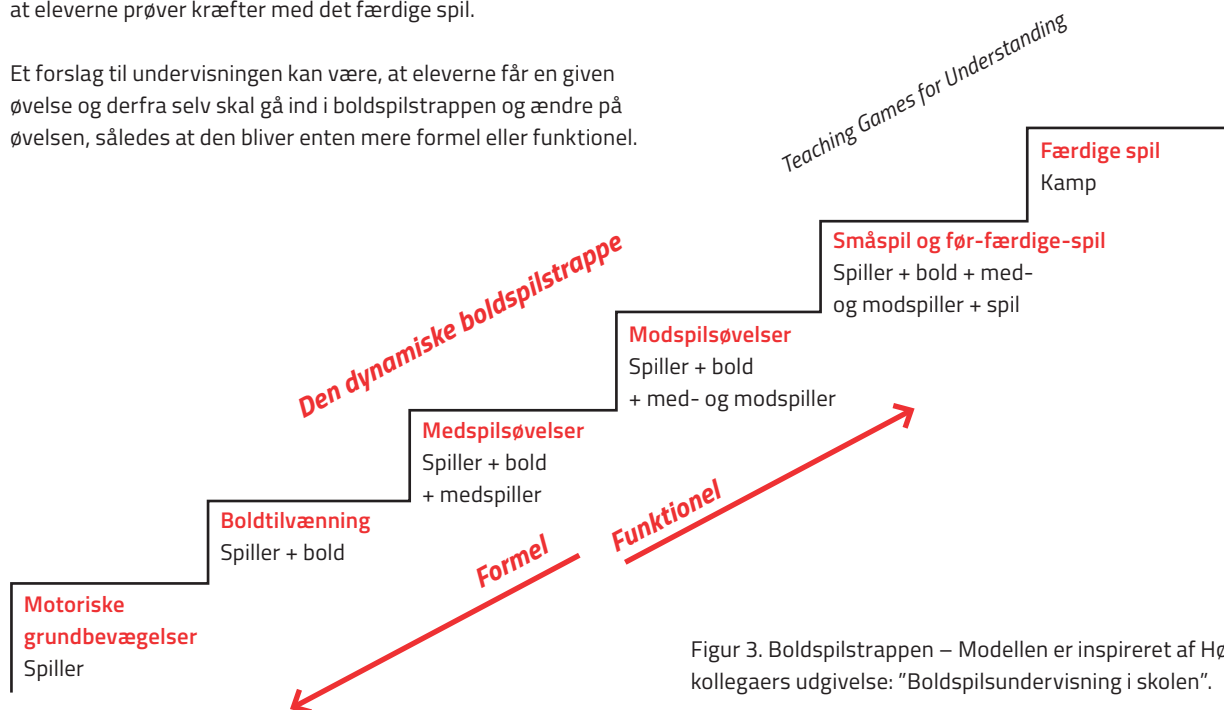 at eleverne prøver kræfter med det færdige spil.
Et forslag til undervisningen kan være, at eleverne får en given
øvelse og derfra selv skal gå ind i boldspilstrappen og ændre på
øvelsen, således at den bliver enten mere formel eller funktionel.
Teaching Games for Understanding
Færdige spil
Kamp
Småspil og før-færdige-spil
Spiller + bold + med-
og modspiller + spil
Den dynamiske boldspilstrappe
Modspilsøvelser
Spiller + bold
+ med- og modspiller
Medspilsøvelser
Spiller + bold
+ medspiller
Funktionel
Formel
Boldtilvænning
Spiller + bold
Motoriske
grundbevægelser
Spiller
Figur 3. Boldspilstrappen – Modellen er inspireret af
kollegaers udgivelse: ”Boldspilsundervisning i skolen”.